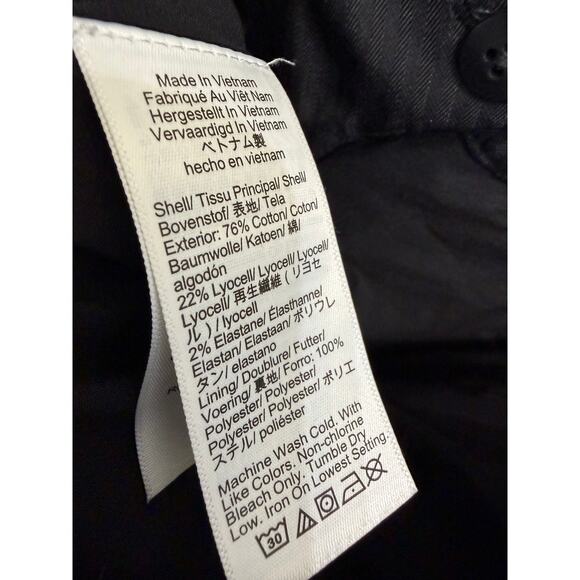 Made In Vietnam
Fabriqué Au Viêt Nam
Hergestellt In Vietnam
Vervaardigd In Vietnam
ベトナム製
hecho en vietnam
Shell/ Tissu Principal/ Shell/
Bovenstof/ 表地/ Tela
Exterior: 76% Cotton/ Coton/
Baumwolle/ Katoen/ 綿/
algodón
22% Lyocell/ Lyocell/ Lyocell/
Lyocell/ 再生繊維 ( リヨセ
ル ) / lyocell
2% Elastane/ Élasthanne/
Elastan/ Elastaan/ ポリウレ
タン/ elastano
Lining/ Doublure/ Futter/
Voering/ 裏地/ Forro: 100%
Polyester/ Polyester/
Polyester/ Polyester/ ポリエ
ステル/ poliéster
Machine Wash Cold. With
Like Colors. Non-chlorine
Bleach Only. Tumble Dry
Low. Iron On Lowest Setting.
30